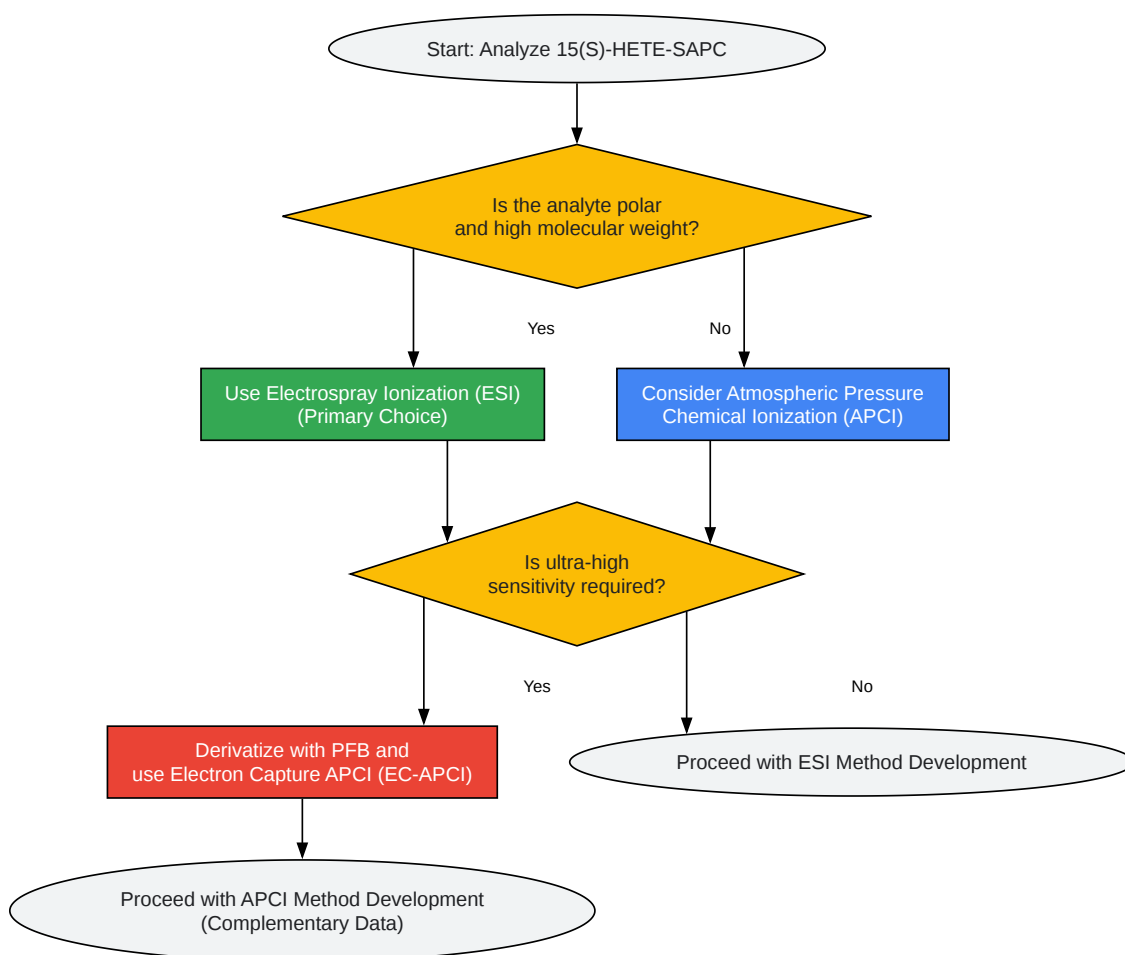 Start: Analyze 15(S)-HETE-SAPC
Is the analyte polar
and high molecular weight?
Yes
No
Use Electrospray Ionization (ESI)
(Primary Choice)
Consider Atmospheric Pressure
Chemical Ionization (APCI)
Is ultra-high
sensitivity required?
Yes
No
Derivatize with PFB and
use Electron Capture APCI (EC-APCI)
Proceed with ESI Method Development
Proceed with APCI Method Development
(Complementary Data)